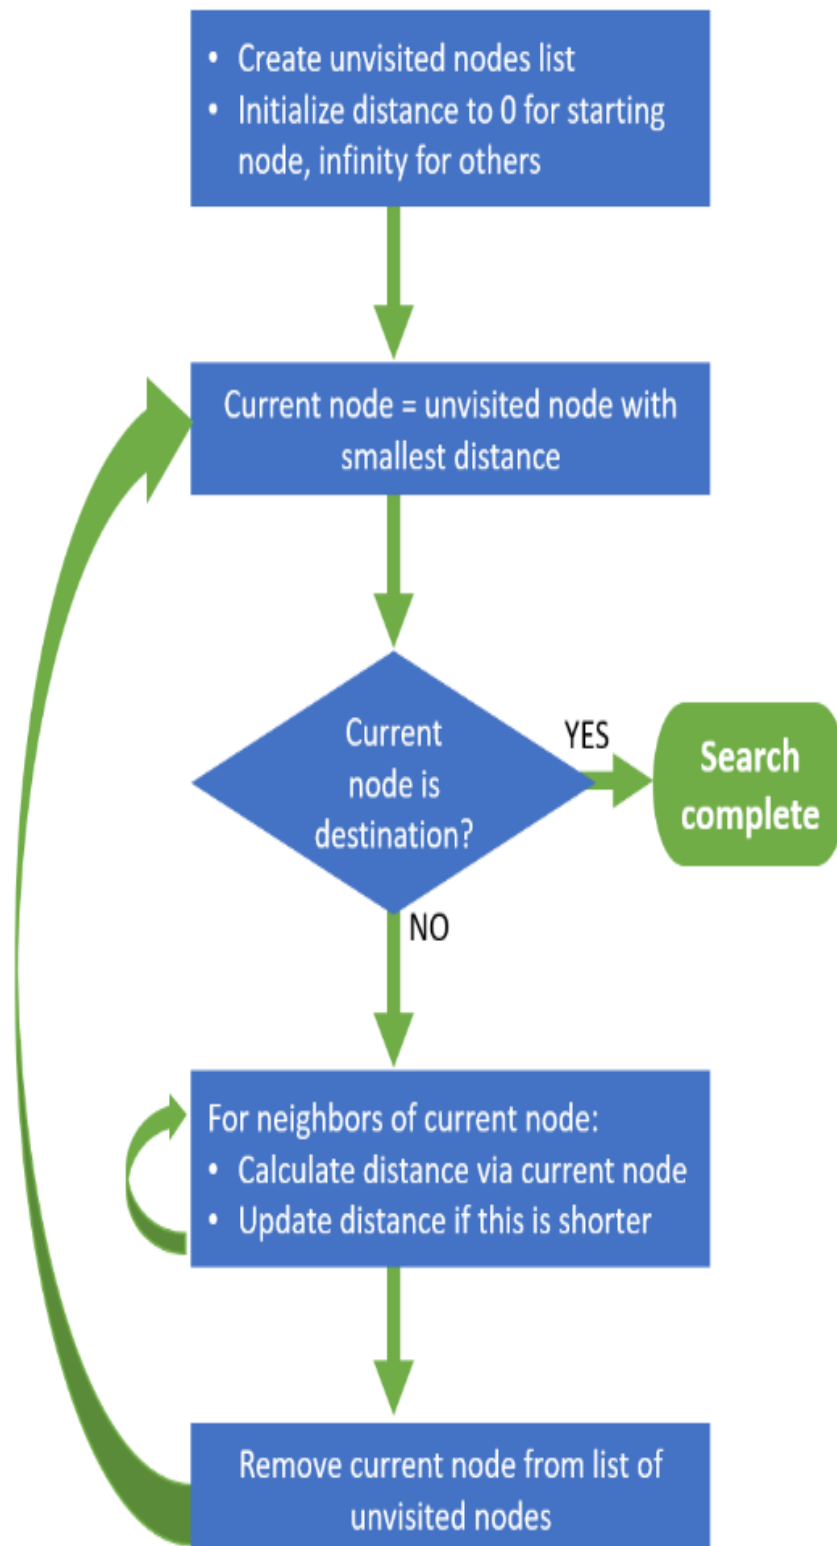 • Create unvisited nodes list
• Initialize distance to 0 for starting
node, infinity for others
Current node = unvisited node with
smallest distance
Current
node is
destination?
YES
Search
complete
NO
For neighbors of current node:
• Calculate distance via current node
• Update distance if this is shorter
Remove current node from list of
unvisited nodes